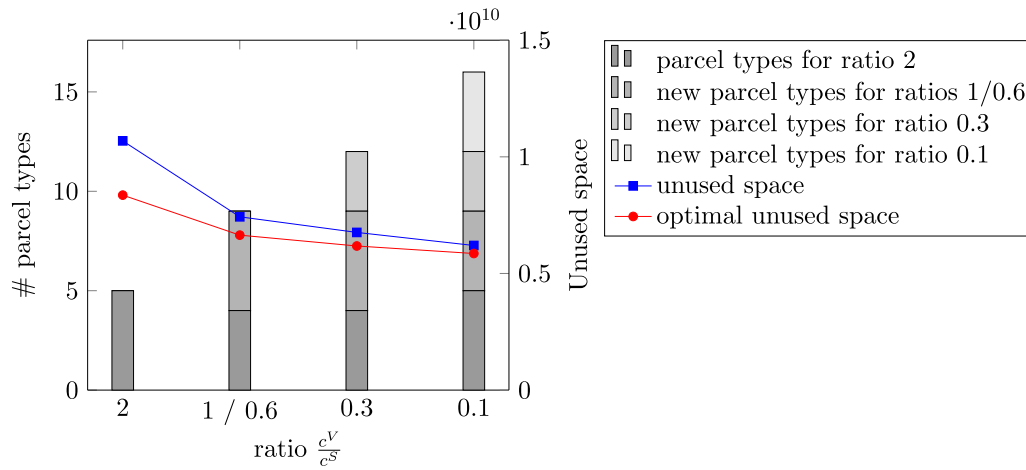 ·10¹⁰
# parcel types
0
5
10
15
2
1 / 0.6
0.3
0.1
ratio c^V/c^S
0
0.5
1
1.5
Unused space
parcel types for ratio 2
new parcel types for ratios 1/0.6
new parcel types for ratio 0.3
new parcel types for ratio 0.1
unused space
optimal unused space